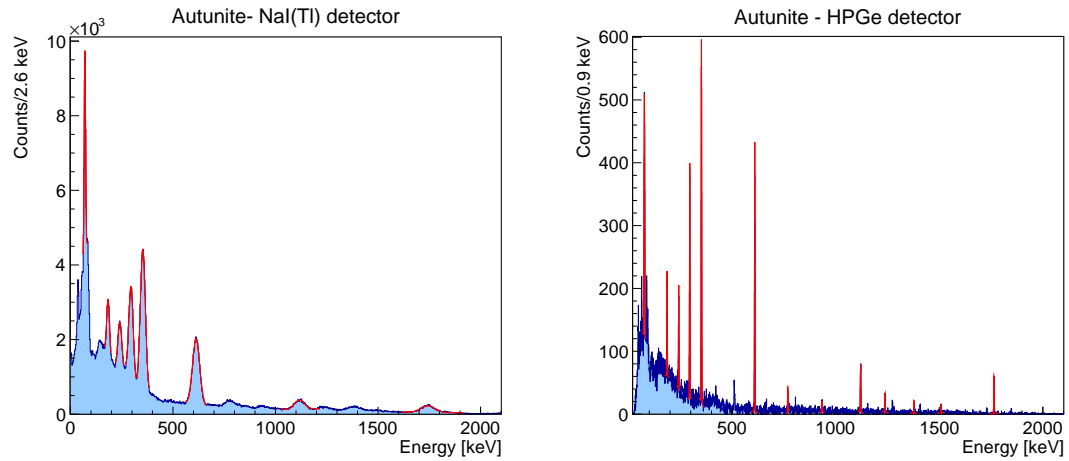 Autunite- NaI(Tl) detector
×10³
Counts/2.6 keV
10
8
6
4
2
0
0 500 1000 1500 2000
Energy [keV]
Autunite - HPGe detector
Counts/0.9 keV
600
500
400
300
200
100
0
500 1000 1500 2000
Energy [keV]